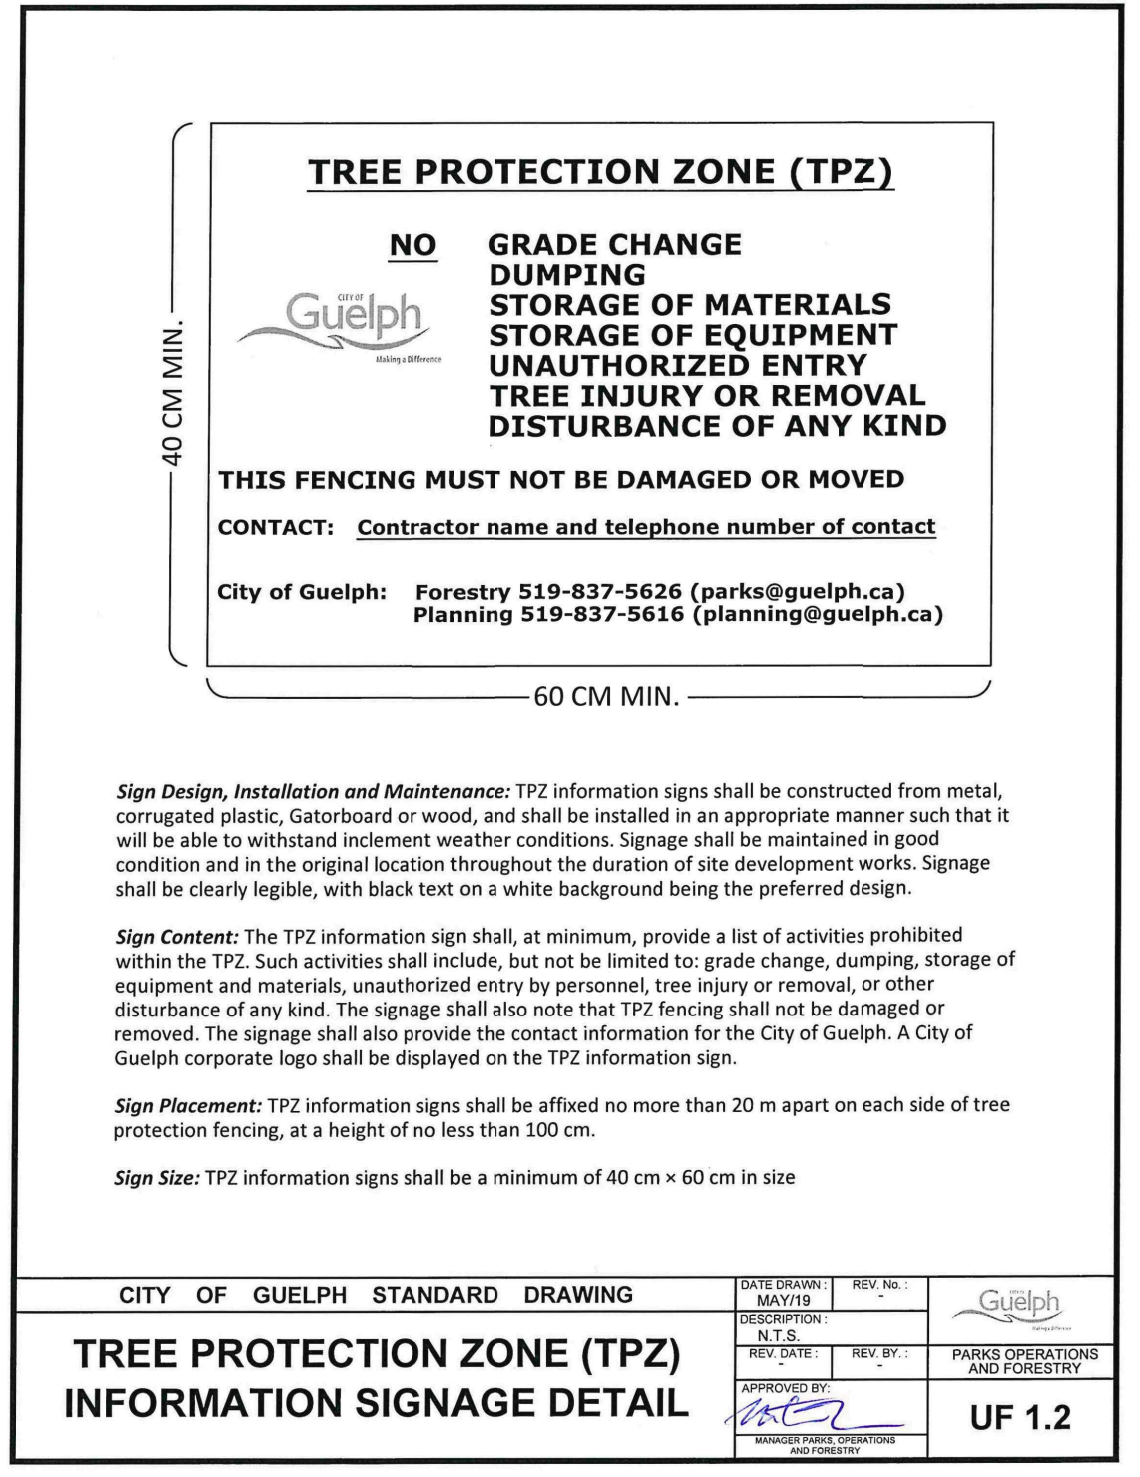 TREE PROTECTION ZONE (TPZ)
NO GRADE CHANGE
DUMPING
STORAGE OF MATERIALS
STORAGE OF EQUIPMENT
UNAUTHORIZED ENTRY
TREE INJURY OR REMOVAL
DISTURBANCE OF ANY KIND
CITY OF
Guelph
Making a Difference
THIS FENCING MUST NOT BE DAMAGED OR MOVED
CONTACT: Contractor name and telephone number of contact
City of Guelph: Forestry 519-837-5626 (parks@guelph.ca)
Planning 519-837-5616 (planning@guelph.ca)
40 CM MIN.
60 CM MIN.
Sign Design, Installation and Maintenance: TPZ information signs shall be constructed from metal,
corrugated plastic, Gatorboard or wood, and shall be installed in an appropriate manner such that it
will be able to withstand inclement weather conditions. Signage shall be maintained in good
condition and in the original location throughout the duration of site development works. Signage
shall be clearly legible, with black text on a white background being the preferred design.
Sign Content: The TPZ information sign shall, at minimum, provide a list of activities prohibited
within the TPZ. Such activities shall include, but not be limited to: grade change, dumping, storage of
equipment and materials, unauthorized entry by personnel, tree injury or removal, or other
disturbance of any kind. The signage shall also note that TPZ fencing shall not be damaged or
removed. The signage shall also provide the contact information for the City of Guelph. A City of
Guelph corporate logo shall be displayed on the TPZ information sign.
Sign Placement: TPZ information signs shall be affixed no more than 20 m apart on each side of tree
protection fencing, at a height of no less than 100 cm.
Sign Size: TPZ information signs shall be a minimum of 40 cm × 60 cm in size
CITY OF GUELPH STANDARD DRAWING
TREE PROTECTION ZONE (TPZ)
INFORMATION SIGNAGE DETAIL
DATE DRAWN :
MAY/19
REV. No. :
-
DESCRIPTION :
N.T.S.
REV. DATE :
-
REV. BY. :
-
APPROVED BY:
MANAGER PARKS, OPERATIONS
AND FORESTRY
CITY OF
Guelph
Making a Difference
PARKS OPERATIONS
AND FORESTRY
UF 1.2